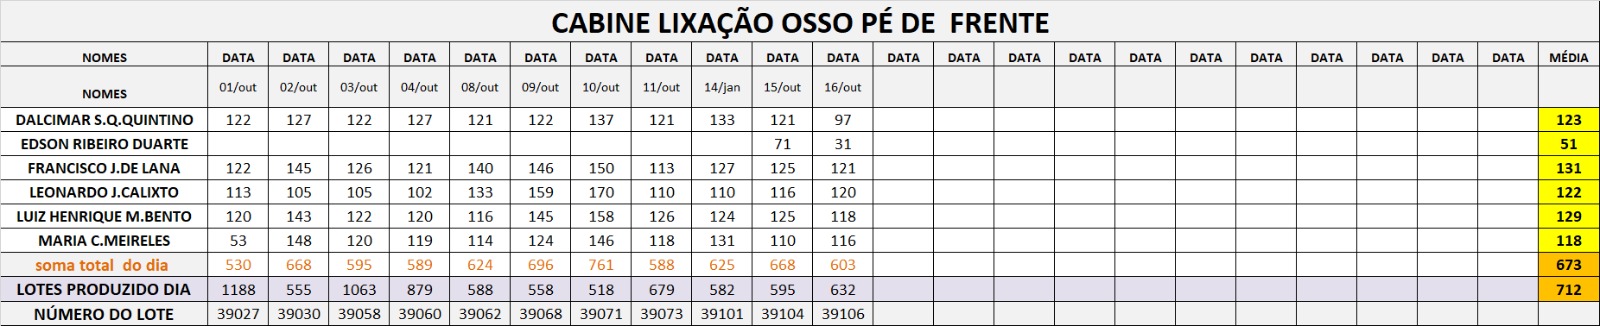 CABINE LIXAÇÃO OSSO PÉ DE FRENTE
NOMES DATA DATA DATA DATA DATA DATA DATA DATA DATA DATA DATA DATA DATA DATA DATA DATA DATA DATA DATA DATA DATA DATA MÉDIA
NOMES 01/out 02/out 03/out 04/out 08/out 09/out 10/out 11/out 14/jan 15/out 16/out
DALCIMAR S.Q.QUINTINO 122 127 122 127 121 122 137 121 133 121 97 123
EDSON RIBEIRO DUARTE 71 31 51
FRANCISCO J.DE LANA 122 145 126 121 140 146 150 113 127 125 121 131
LEONARDO J.CALIXTO 113 105 105 102 133 159 170 110 110 116 120 122
LUIZ HENRIQUE M.BENTO 120 143 122 120 116 145 158 126 124 125 118 129
MARIA C.MEIRELES 53 148 120 119 114 124 146 118 131 110 116 118
soma total do dia 530 668 595 589 624 696 761 588 625 668 603 673
LOTES PRODUZIDO DIA 1188 555 1063 879 588 558 518 679 582 595 632 712
NÚMERO DO LOTE 39027 39030 39058 39060 39062 39068 39071 39073 39101 39104 39106